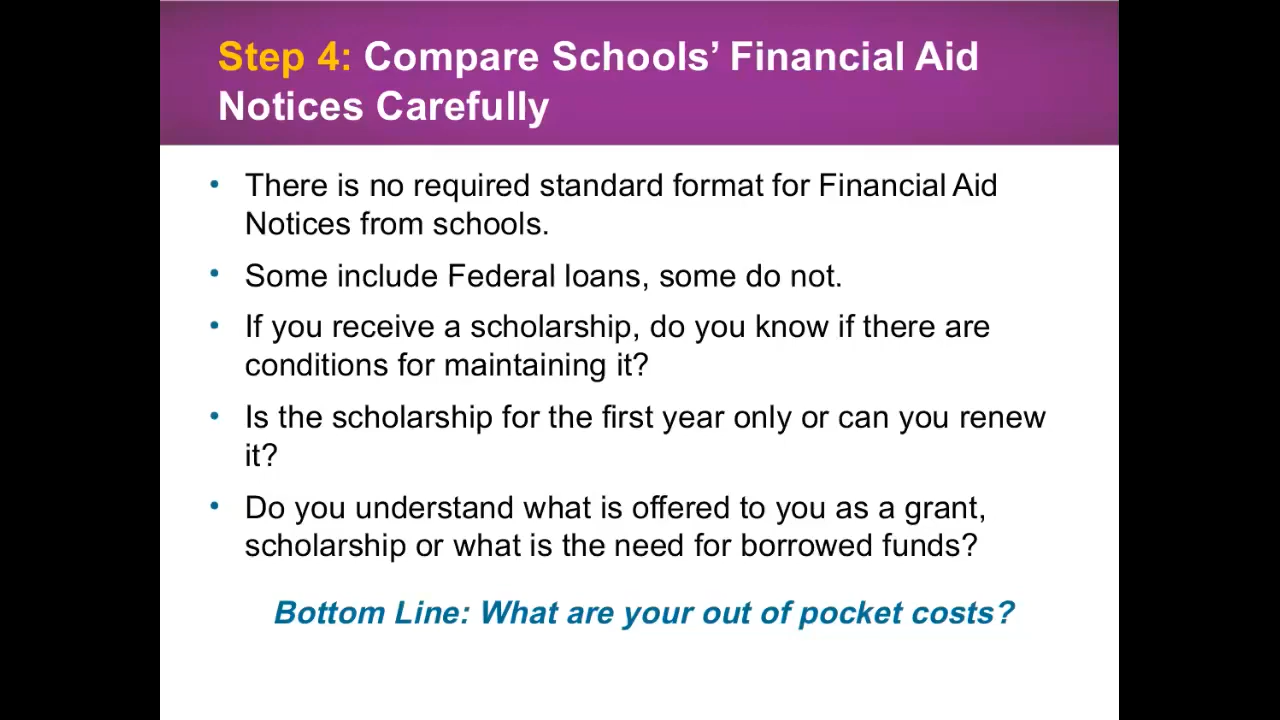 Step 4: Compare Schools’ Financial Aid
Notices Carefully
• There is no required standard format for Financial Aid
Notices from schools.
• Some include Federal loans, some do not.
• If you receive a scholarship, do you know if there are
conditions for maintaining it?
• Is the scholarship for the first year only or can you renew
it?
• Do you understand what is offered to you as a grant,
scholarship or what is the need for borrowed funds?
Bottom Line: What are your out of pocket costs?